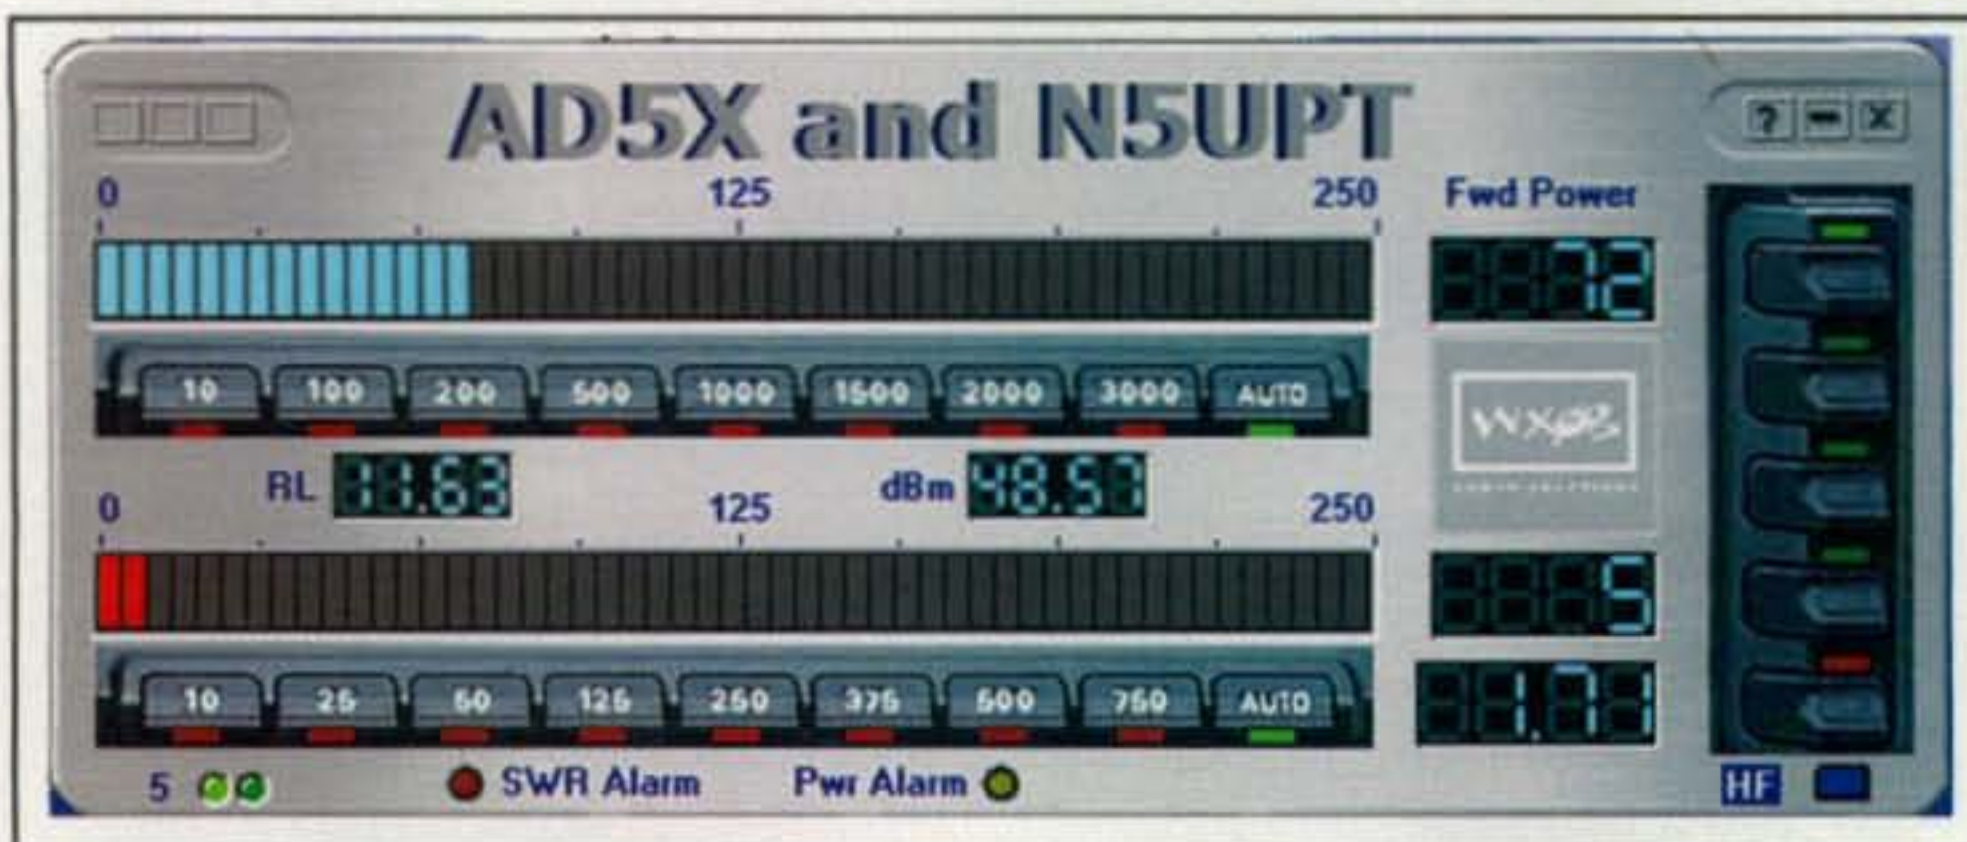 AD5X and N5UPT
? X
0 125 250
Fwd Power
72
10 100 200 500 1000 1500 2000 3000 AUTO
RL 11.63 dBm 48.57
0 125 250
5
10 25 50 125 250 375 500 750 AUTO
1.71
5 SWR Alarm Pwr Alarm
HF